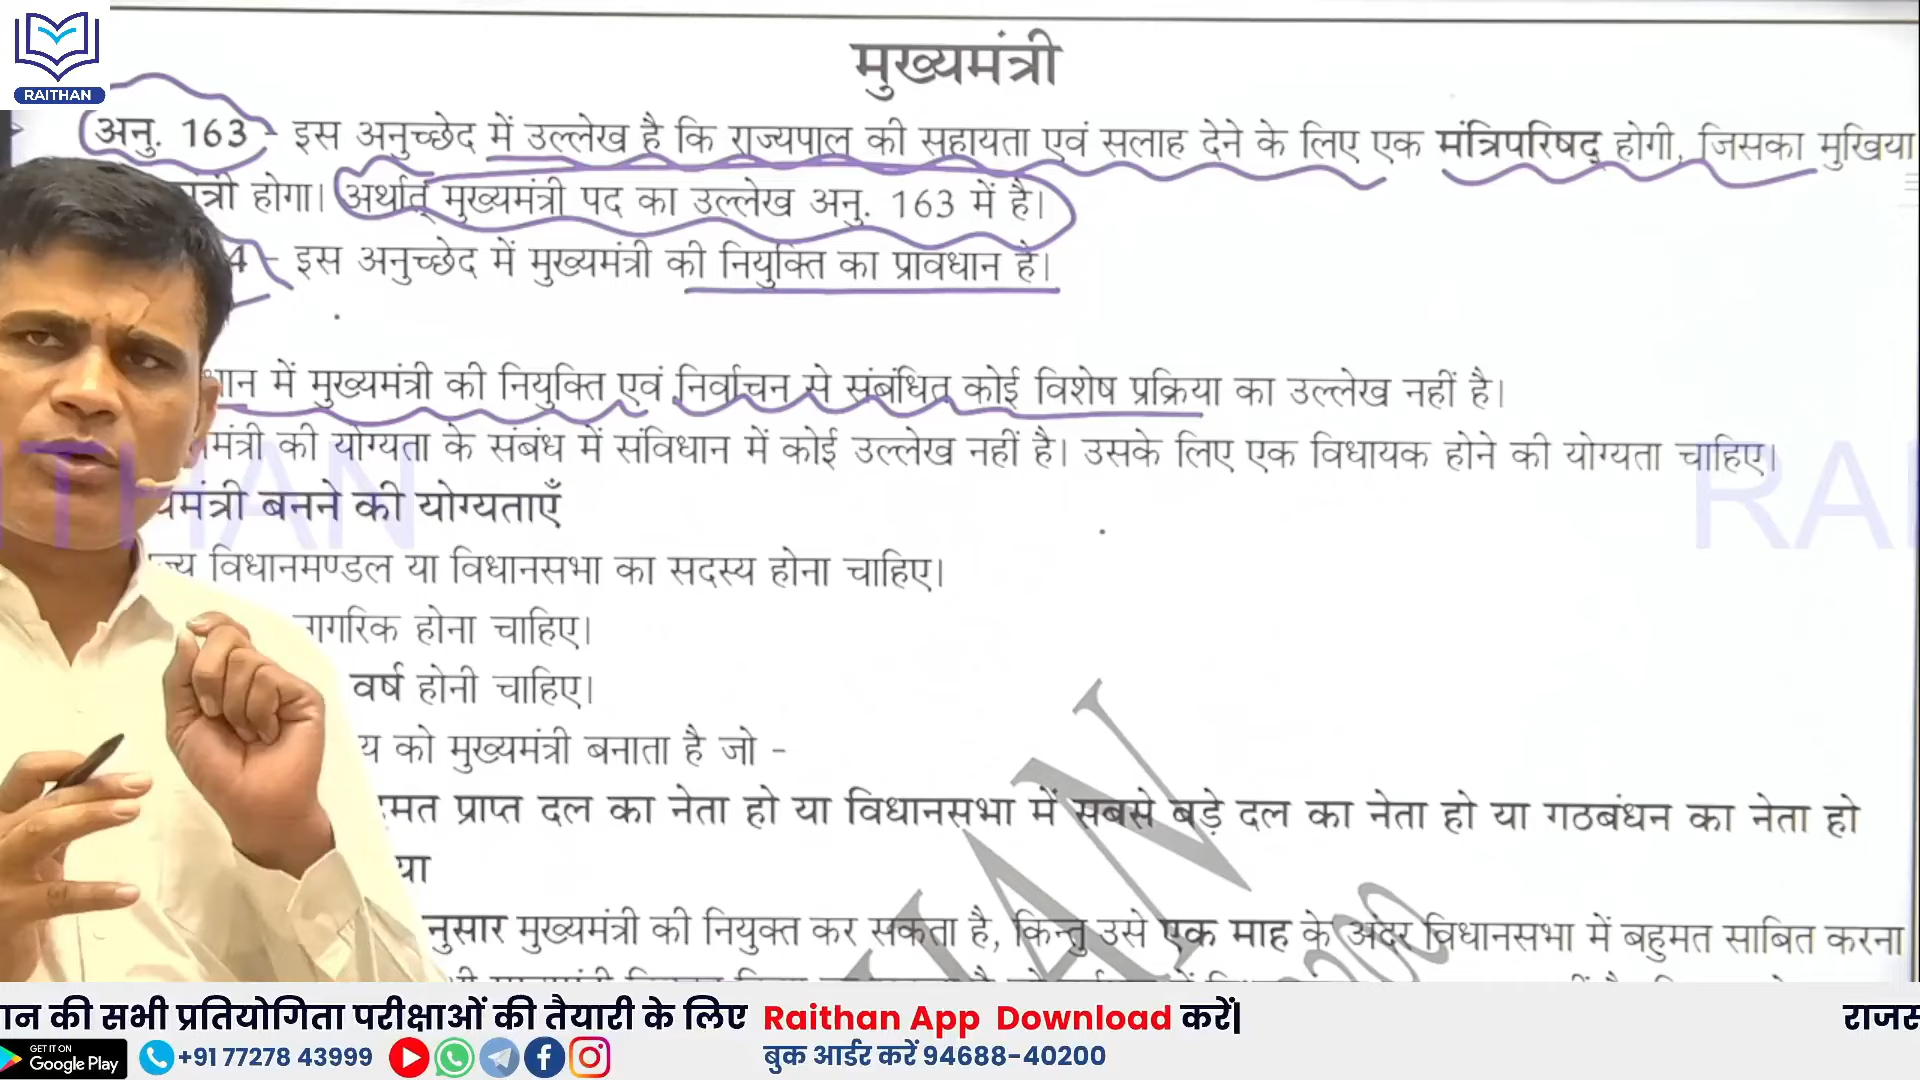 RAITHAN
मुख्यमंत्री
अनु. 163 - इस अनुच्छेद में उल्लेख है कि राज्यपाल की सहायता एवं सलाह देने के लिए एक मंत्रिपरिषद् होगी, जिसका मुखिया
होगा। अर्थात् मुख्यमंत्री पद का उल्लेख अनु. 163 में है।
4 - इस अनुच्छेद में मुख्यमंत्री की नियुक्ति का प्रावधान है।
में मुख्यमंत्री की नियुक्ति एवं निर्वाचन से संबंधित कोई विशेष प्रक्रिया का उल्लेख नहीं है।
मंत्री की योग्यता के संबंध में संविधान में कोई उल्लेख नहीं है। उसके लिए एक विधायक होने की योग्यता चाहिए।
मंत्री बनने की योग्यताएँ
विधानमण्डल या विधानसभा का सदस्य होना चाहिए।
नागरिक होना चाहिए।
वर्ष होनी चाहिए।
को मुख्यमंत्री बनाता है जो -
प्राप्त दल का नेता हो या विधानसभा में सबसे बड़े दल का नेता हो या गठबंधन का नेता हो
या
नुसार मुख्यमंत्री की नियुक्त कर सकता है, किन्तु उसे एक माह के अंदर विधानसभा में बहुमत साबित करना
की सभी प्रतियोगिता परीक्षाओं की तैयारी के लिए Raithan App Download करें|
GET IT ON Google Play +91 77278 43999 बुक आर्डर करें 94688-40200